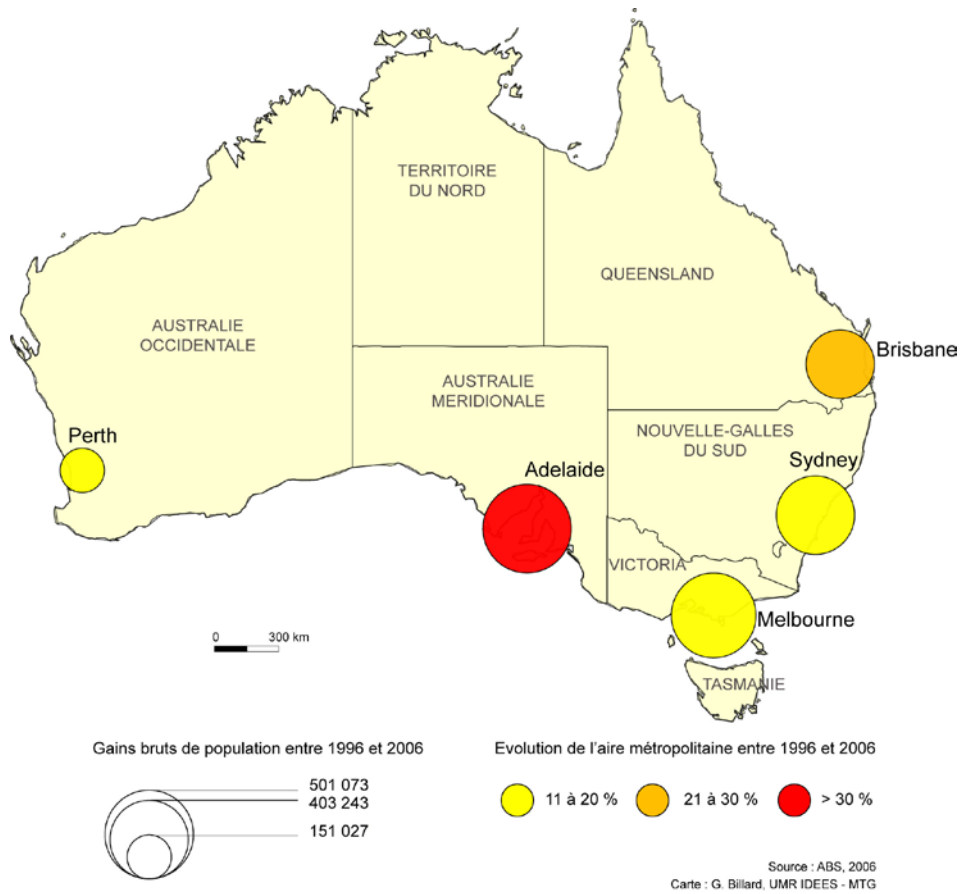 TERRITOIRE
DU NORD
QUEENSLAND
AUSTRALIE
OCCIDENTALE
Brisbane
AUSTRALIE
MERIDIONALE
NOUVELLE-GALLES
DU SUD
Perth
Sydney
Adelaide
VICTORIA
Melbourne
0 300 km
TASMANIE
Gains bruts de population entre 1996 et 2006
501 073
403 243
151 027
Evolution de l'aire métropolitaine entre 1996 et 2006
11 à 20 % 21 à 30 % > 30 %
Source : ABS, 2006
Carte : G. Billard, UMR IDEES - MTG